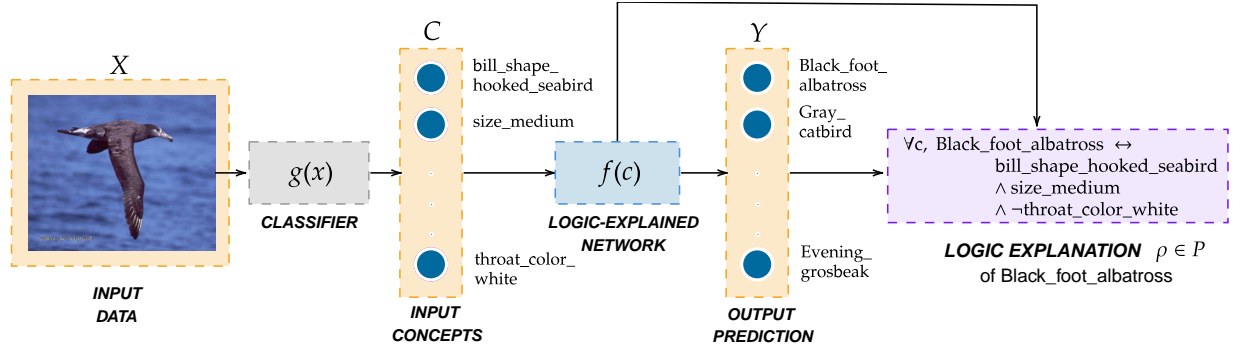 X
INPUT
DATA
g(x)
CLASSIFIER
C
bill_shape_
hooked_seabird
size_medium
throat_color_
white
INPUT
CONCEPTS
f(c)
LOGIC-EXPLAINED
NETWORK
Y
Black_foot_
albatross
Gray_
catbird
Evening_
grosbeak
OUTPUT
PREDICTION
∀c, Black_foot_albatross ↔
bill_shape_hooked_seabird
∧ size_medium
∧ ¬throat_color_white
LOGIC EXPLANATION ρ ∈ P
of Black_foot_albatross